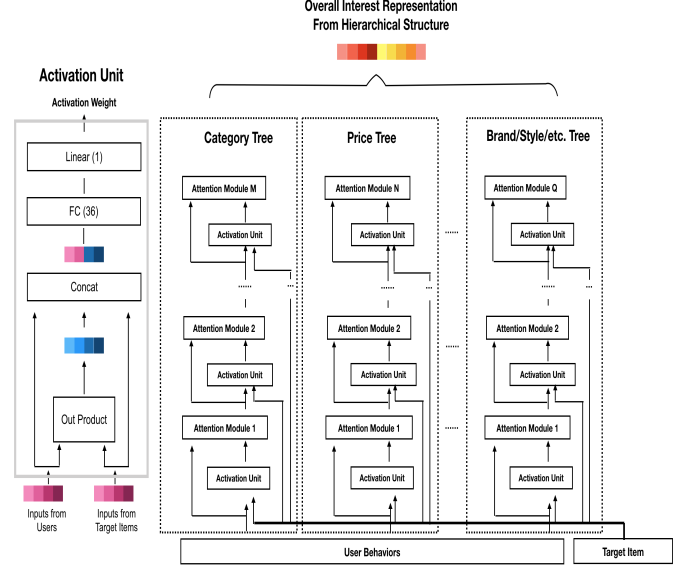 Overall Interest Representation
From Hierarchical Structure
Activation Unit
Activation Weight
Linear (1)
FC (36)
Concat
Out Product
Inputs from
Users
Inputs from
Target Items
Category Tree
Attention Module M
Activation Unit
......
...
Attention Module 2
Activation Unit
Attention Module 1
Activation Unit
Price Tree
Attention Module N
Activation Unit
......
...
Attention Module 2
Activation Unit
Attention Module 1
Activation Unit
......
......
......
Brand/Style/etc. Tree
Attention Module Q
Activation Unit
......
...
Attention Module 2
Activation Unit
Attention Module 1
Activation Unit
User Behaviors
Target Item